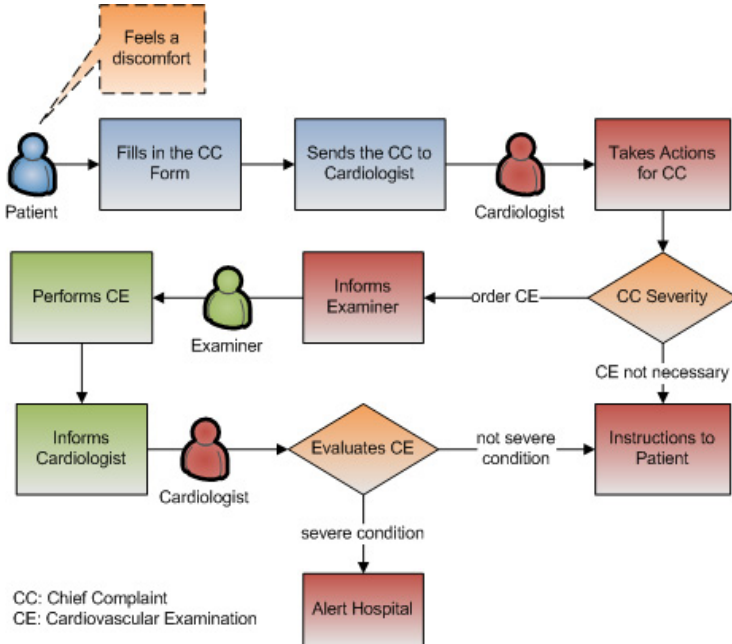 Feels a
discomfort
Fills in the CC
Form
Sends the CC to
Cardiologist
Takes Actions
for CC
Patient
Cardiologist
Performs CE
Informs
Examiner
order CE
CC Severity
Examiner
CE not necessary
Informs
Cardiologist
Evaluates CE
not severe
condition
Instructions to
Patient
Cardiologist
severe condition
Alert Hospital
CC: Chief Complaint
CE: Cardiovascular Examination